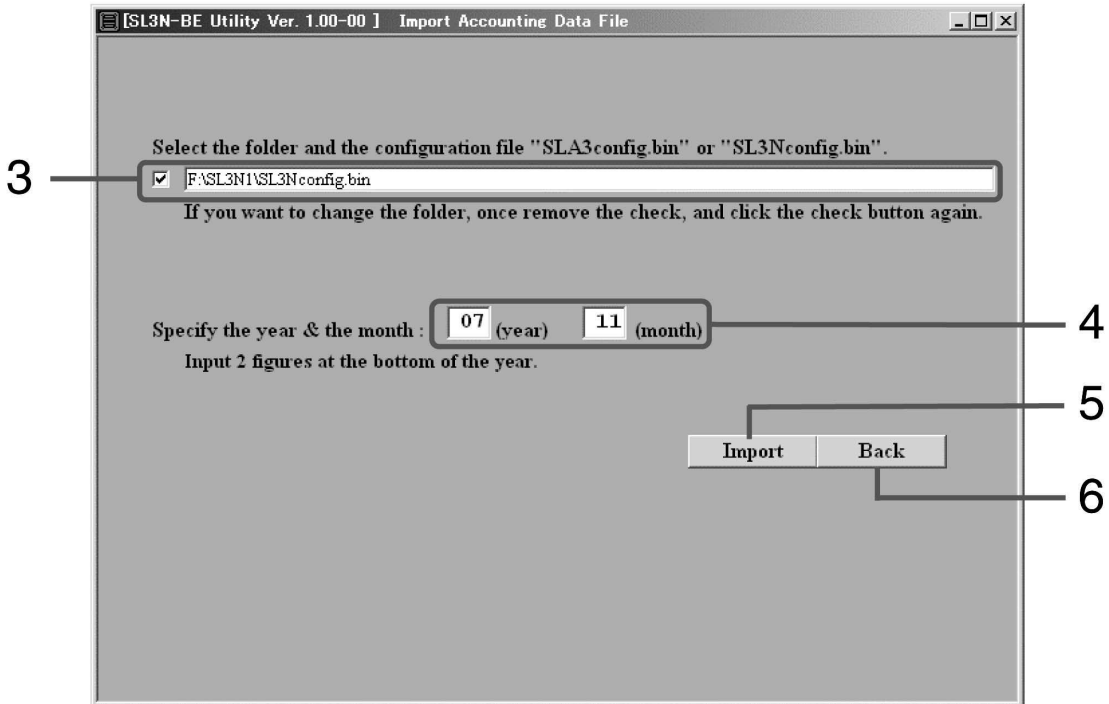 [SL3N-BE Utility Ver. 1.00-00 ] Import Accounting Data File
Select the folder and the configuration file "SLA3config.bin" or "SL3Nconfig.bin".
3
F:\SL3N1\SL3Nconfig.bin
If you want to change the folder, once remove the check, and click the check button again.
Specify the year & the month : 07 (year) 11 (month)
4
Input 2 figures at the bottom of the year.
5
Import Back
6